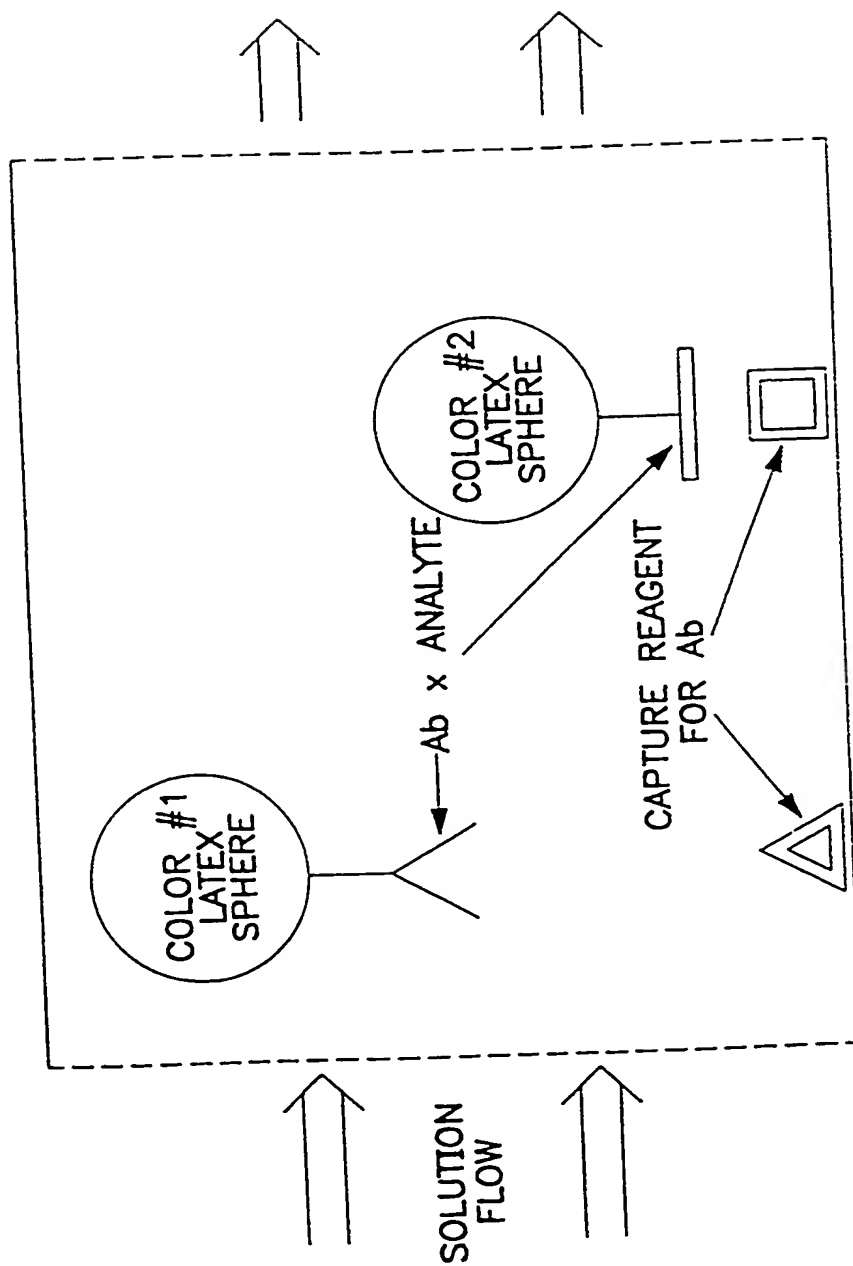 COLOR #1
LATEX
SPHERE
Ab x ANALYTE
COLOR #2
LATEX
SPHERE
SOLUTION
FLOW
CAPTURE REAGENT
FOR Ab